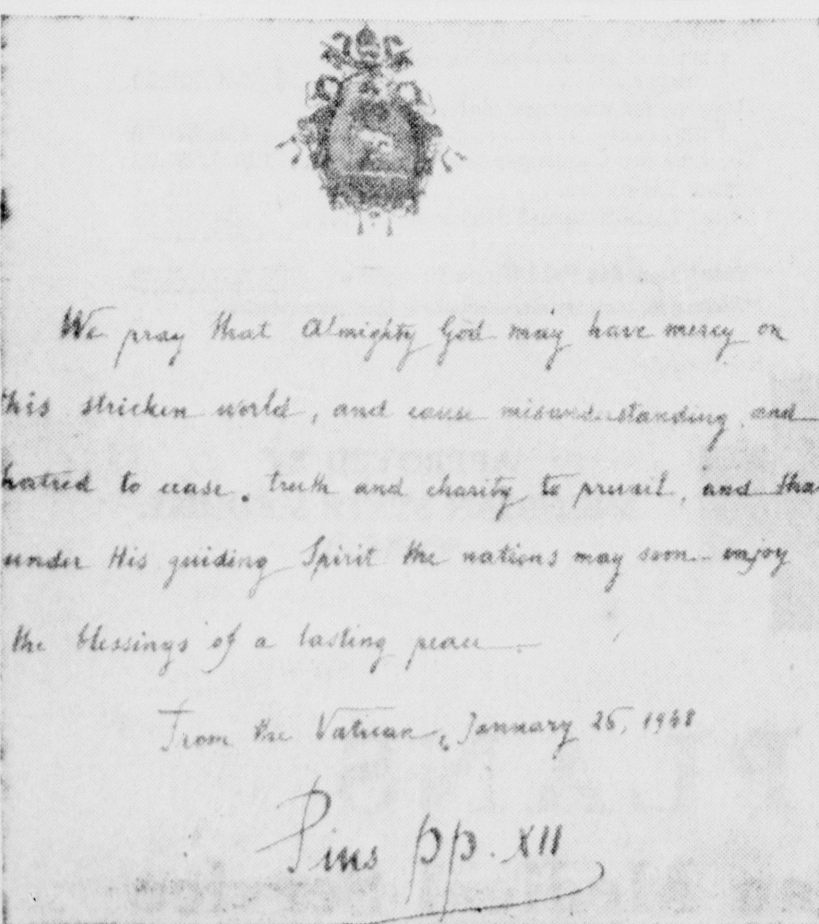 We pray that Almighty God may have mercy on
this stricken world, and cause misunderstanding and
hatred to cease, truth and charity to prevail, and that
under His guiding Spirit the nations may soon enjoy
the blessings of a lasting peace.
From the Vatican, January 25, 1948
Pius pp. XII